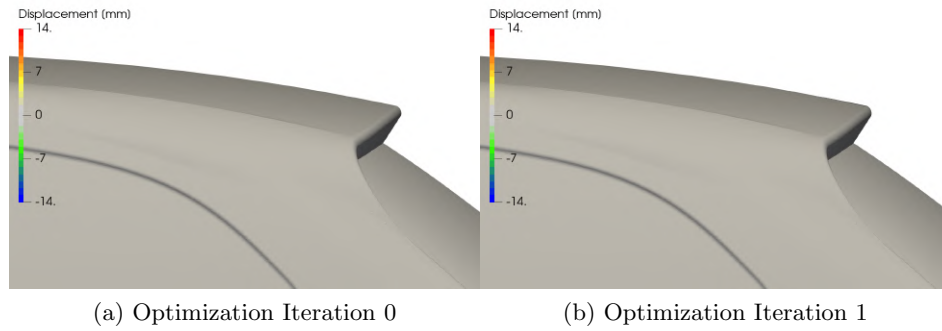 Displacement [mm]
14.
7
0
-7
-14.
Displacement [mm]
14.
7
0
-7
-14.
(a) Optimization Iteration 0
(b) Optimization Iteration 1